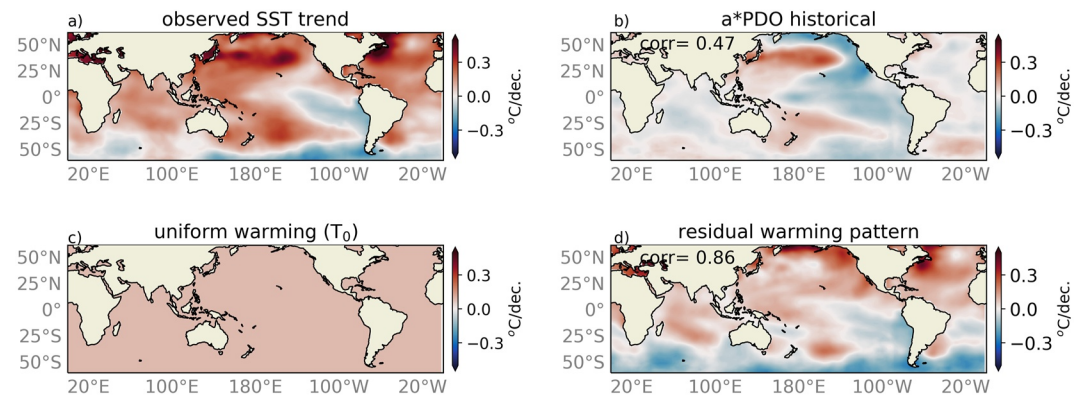 a) observed SST trend
50°N
25°N
0°
25°S
50°S
20°E 100°E 180°E 100°W 20°W
0.3
0.0
−0.3
°C/dec.
b) a*PDO historical
corr= 0.47
50°N
25°N
0°
25°S
50°S
20°E 100°E 180°E 100°W 20°W
0.3
0.0
−0.3
°C/dec.
c) uniform warming (T₀)
50°N
25°N
0°
25°S
50°S
20°E 100°E 180°E 100°W 20°W
0.3
0.0
−0.3
°C/dec.
d) residual warming pattern
corr= 0.86
50°N
25°N
0°
25°S
50°S
20°E 100°E 180°E 100°W 20°W
0.3
0.0
−0.3
°C/dec.